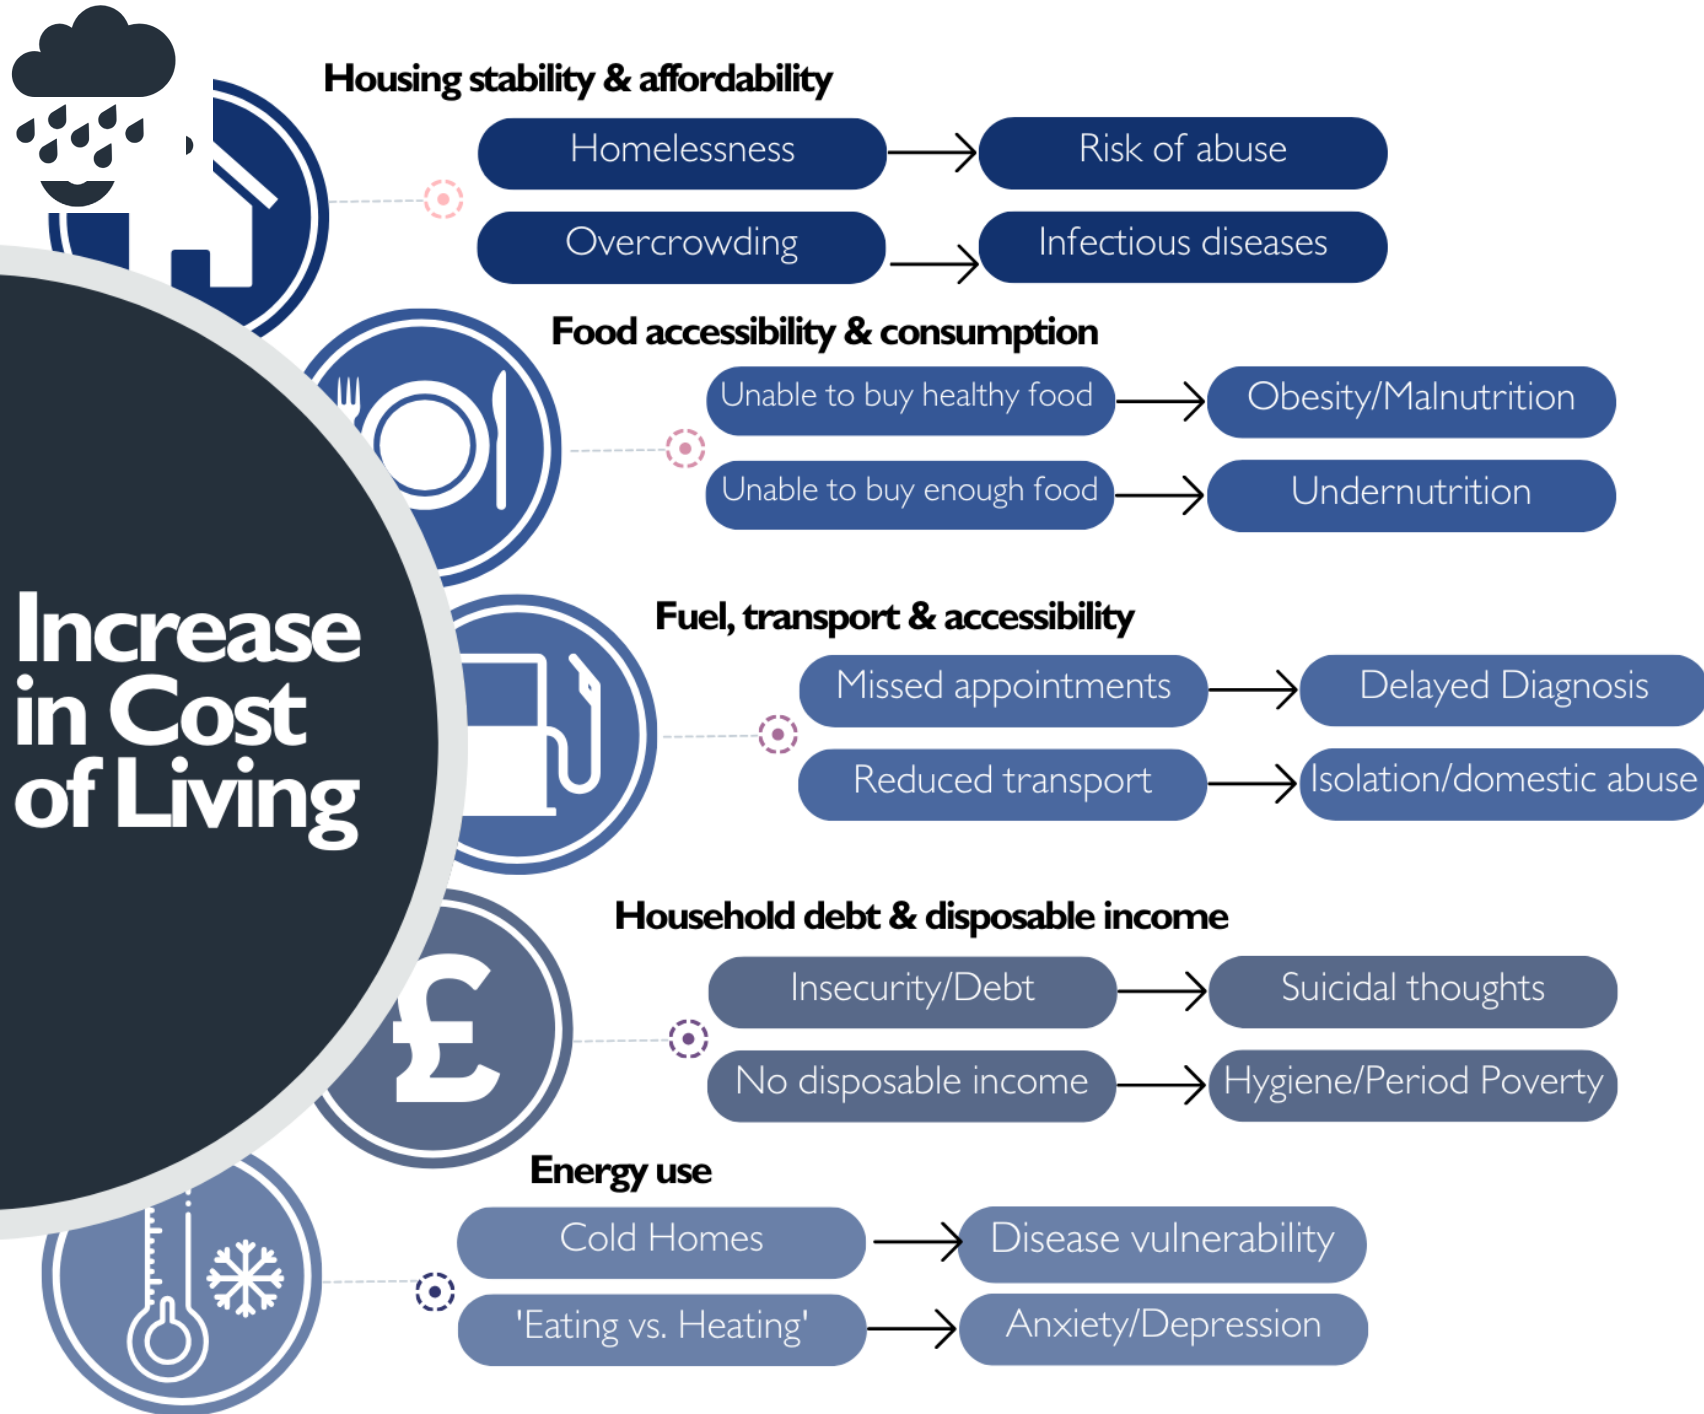 Housing stability & affordability
Homelessness
Risk of abuse
Overcrowding
Infectious diseases
Food accessibility & consumption
Unable to buy healthy food
Obesity/Malnutrition
Unable to buy enough food
Undernutrition
Increase
in Cost
of Living
Fuel, transport & accessibility
Missed appointments
Delayed Diagnosis
Reduced transport
Isolation/domestic abuse
Household debt & disposable income
Insecurity/Debt
Suicidal thoughts
£
No disposable income
Hygiene/Period Poverty
Energy use
Cold Homes
Disease vulnerability
'Eating vs. Heating'
Anxiety/Depression